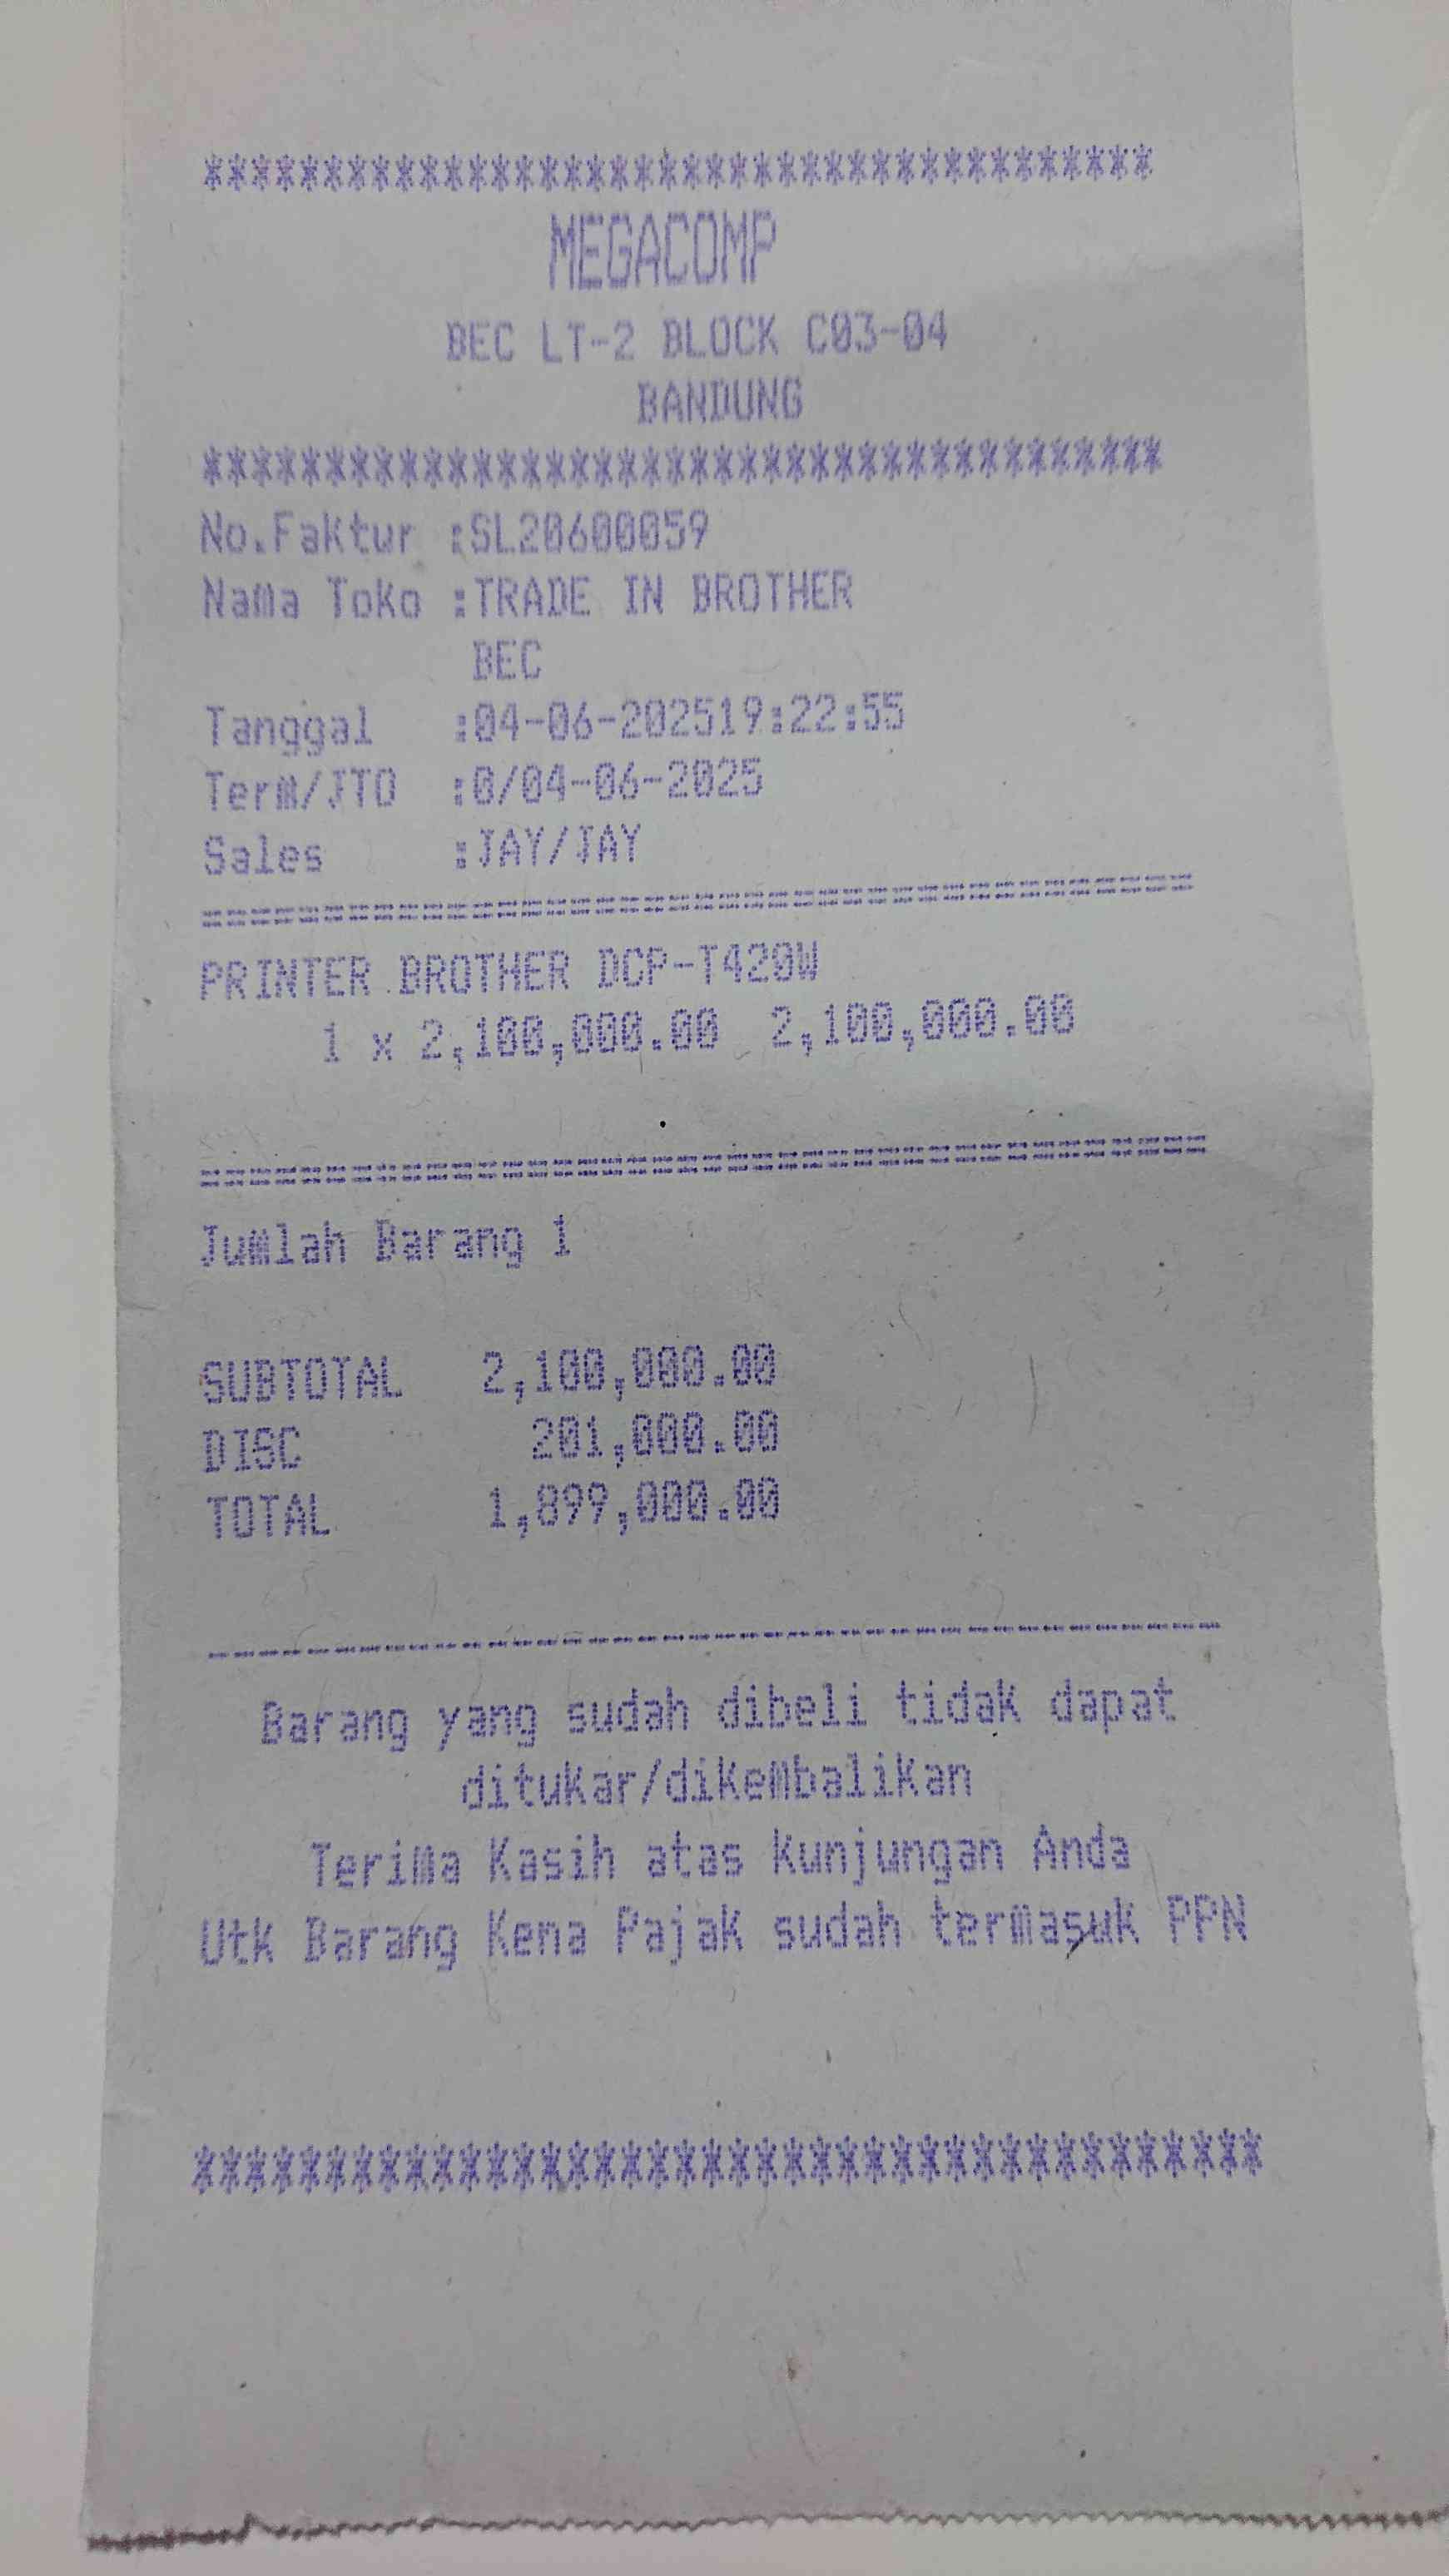 ***************************************
MEGACOMP
BEC LT-2 BLOCK C03-04
BANDUNG
***************************************
No.Faktur :SL20600059
Nama Toko :TRADE IN BROTHER
BEC
Tanggal :04-06-202519:22:55
Term/JTO :0/04-06-2025
Sales :JAY/JAY
========================================
PRINTER BROTHER DCP-T420W
1 x 2,100,000.00 2,100,000.00
========================================
Jumlah Barang 1
SUBTOTAL 2,100,000.00
DISC 201,000.00
TOTAL 1,899,000.00
----------------------------------------
Barang yang sudah dibeli tidak dapat
ditukar/dikembalikan
Terima Kasih atas Kunjungan Anda
Utk Barang Kena Pajak sudah termasuk PPN
****************************************